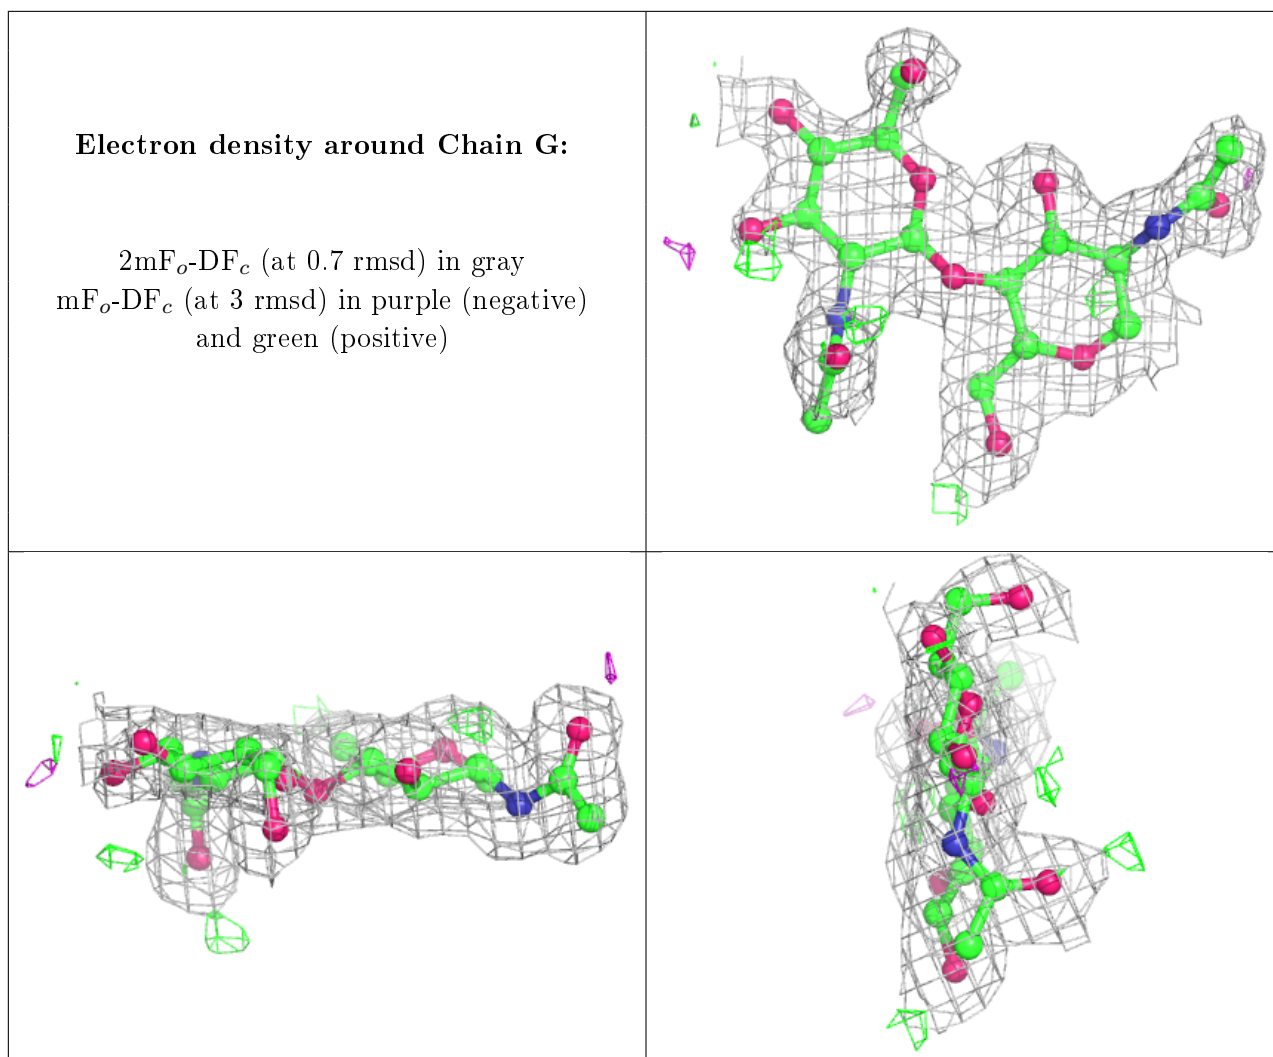 Electron density around Chain G:
2mFₒ-DF𝒸 (at 0.7 rmsd) in gray
mFₒ-DF𝒸 (at 3 rmsd) in purple (negative)
and green (positive)